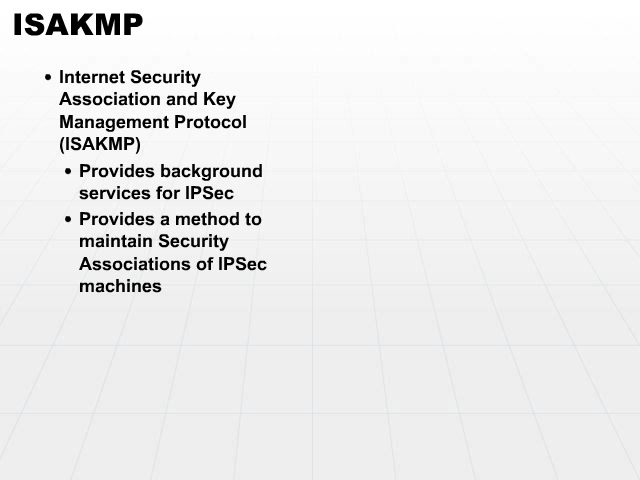 ISAKMP
• Internet Security
Association and Key
Management Protocol
(ISAKMP)
• Provides background
services for IPSec
• Provides a method to
maintain Security
Associations of IPSec
machines